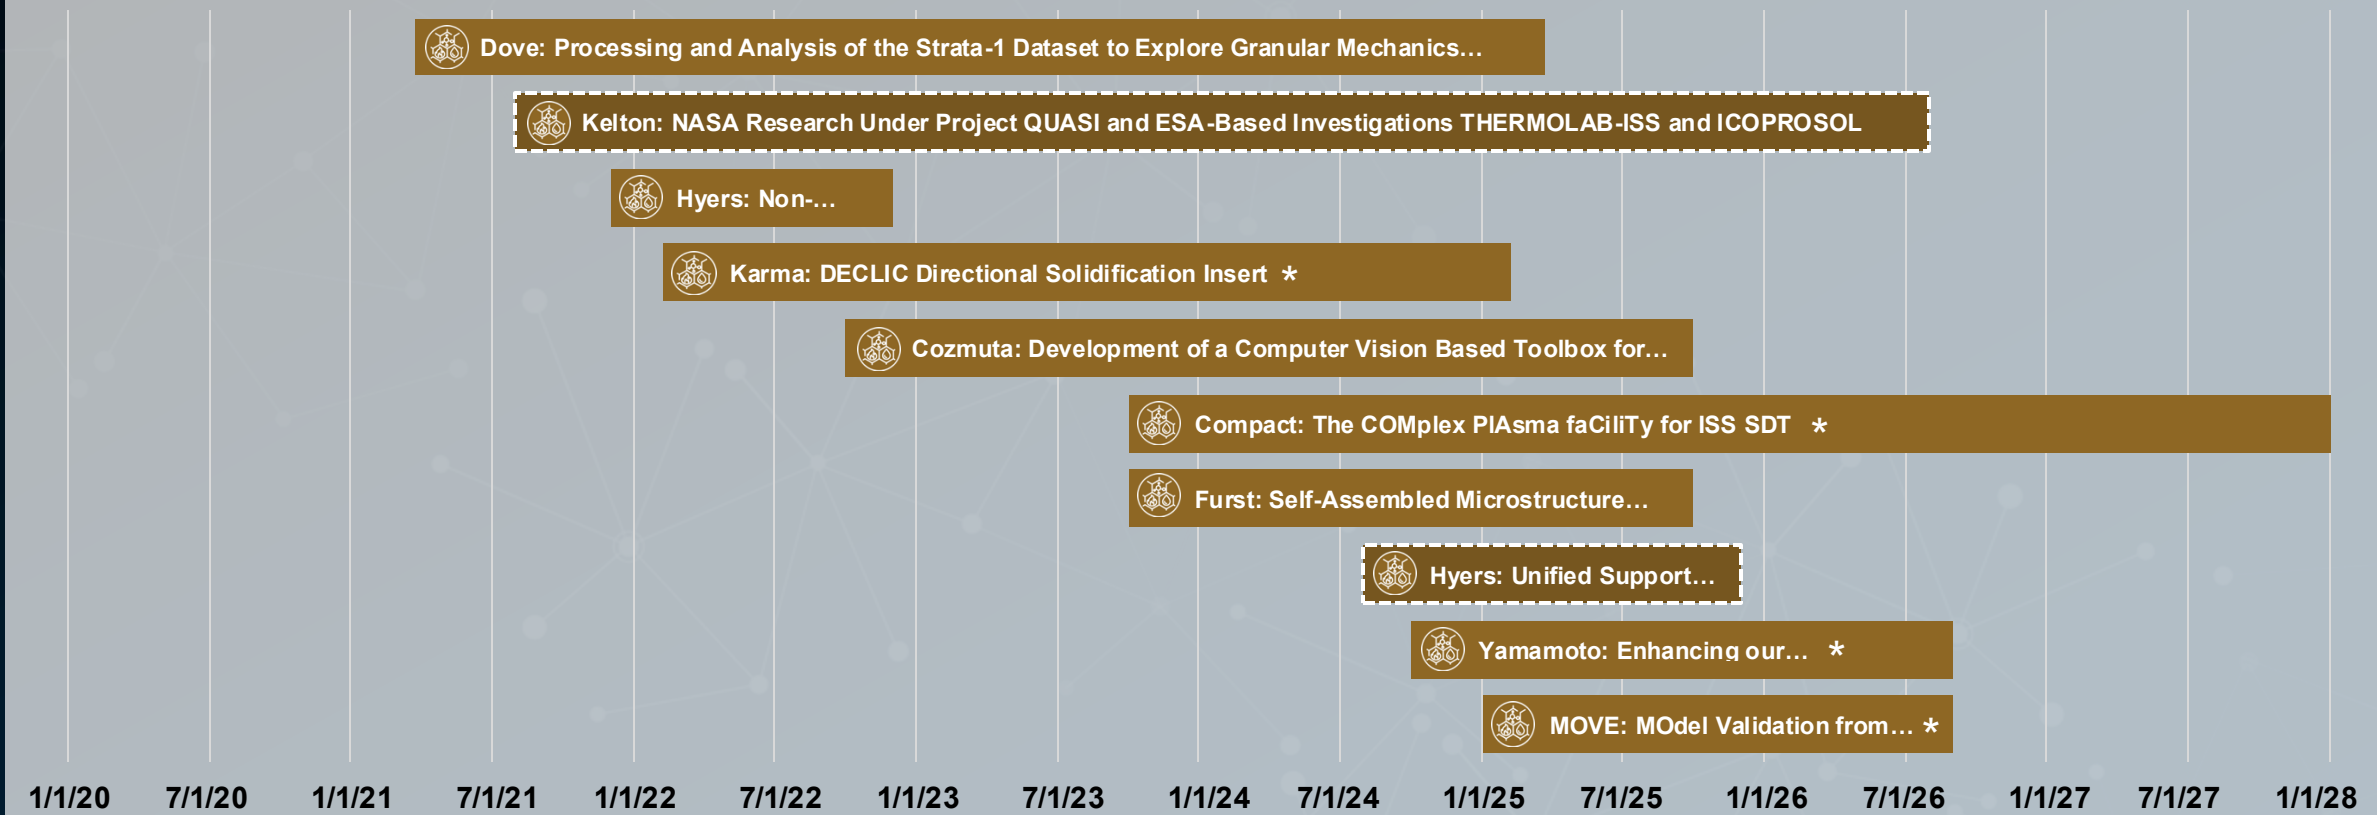 Dove: Processing and Analysis of the Strata-1 Dataset to Explore Granular Mechanics...
Kelton: NASA Research Under Project QUASI and ESA-Based Investigations THERMOLAB-ISS and ICOPROSOL
Hyers: Non-...
Karma: DECLIC Directional Solidification Insert *
Cozmuta: Development of a Computer Vision Based Toolbox for...
Compact: The COMplex PlAsma faCiliTy for ISS SDT *
Furst: Self-Assembled Microstructure...
Hyers: Unified Support...
Yamamoto: Enhancing our... *
MOVE: MOdel Validation from... *
1/1/20 7/1/20 1/1/21 7/1/21 1/1/22 7/1/22 1/1/23 7/1/23 1/1/24 7/1/24 1/1/25 7/1/25 1/1/26 7/1/26 1/1/27 7/1/27 1/1/28